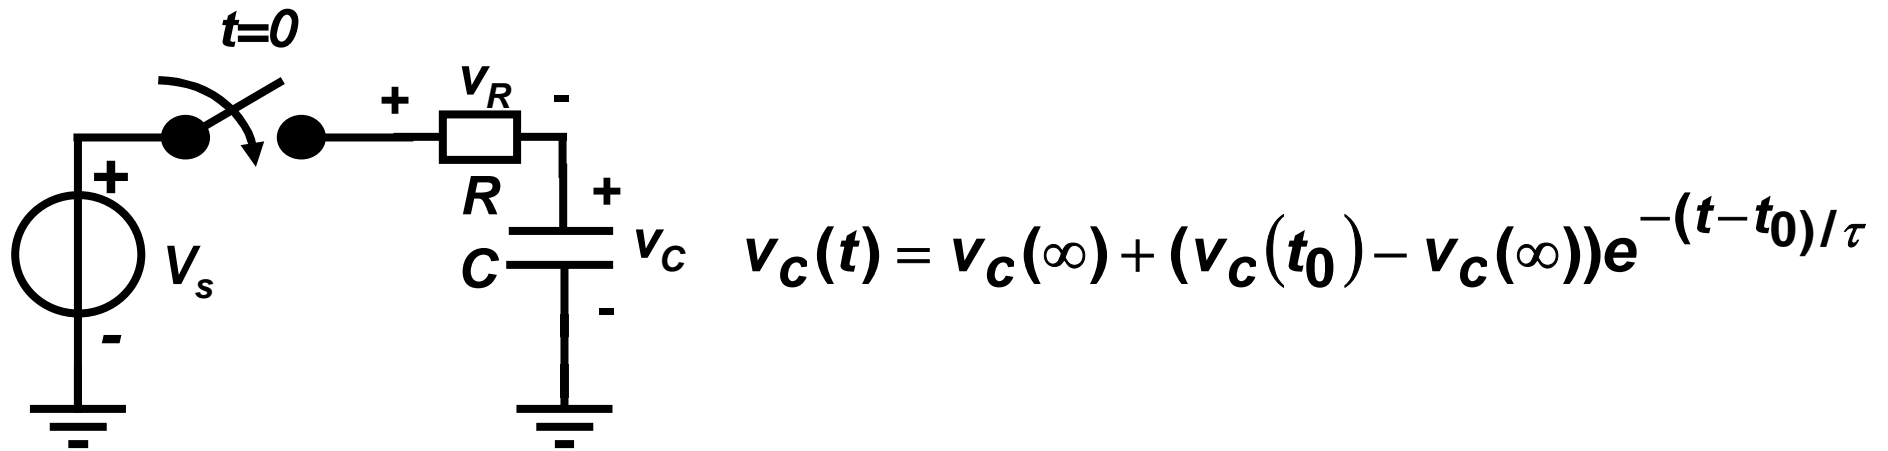 t=0
+ v_R -
+
R
+
V_s
C
v_C
-
-
v_c(t) = v_c(∞) + (v_c(t_0) − v_c(∞))e^{−(t−t_0)/τ}